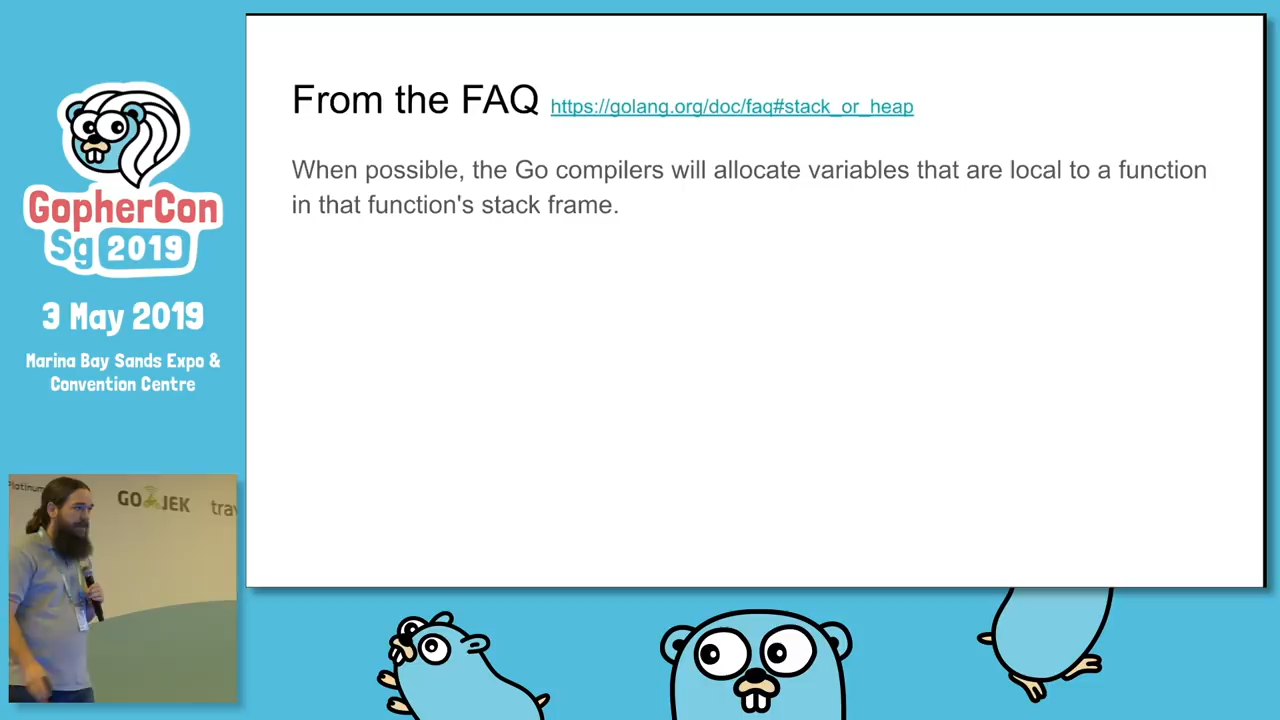 GopherCon
Sg 2019
3 May 2019
Marina Bay Sands Expo &
Convention Centre
From the FAQ https://golang.org/doc/faq#stack_or_heap
When possible, the Go compilers will allocate variables that are local to a function
in that function's stack frame.
Platinum
GO JEK
trav